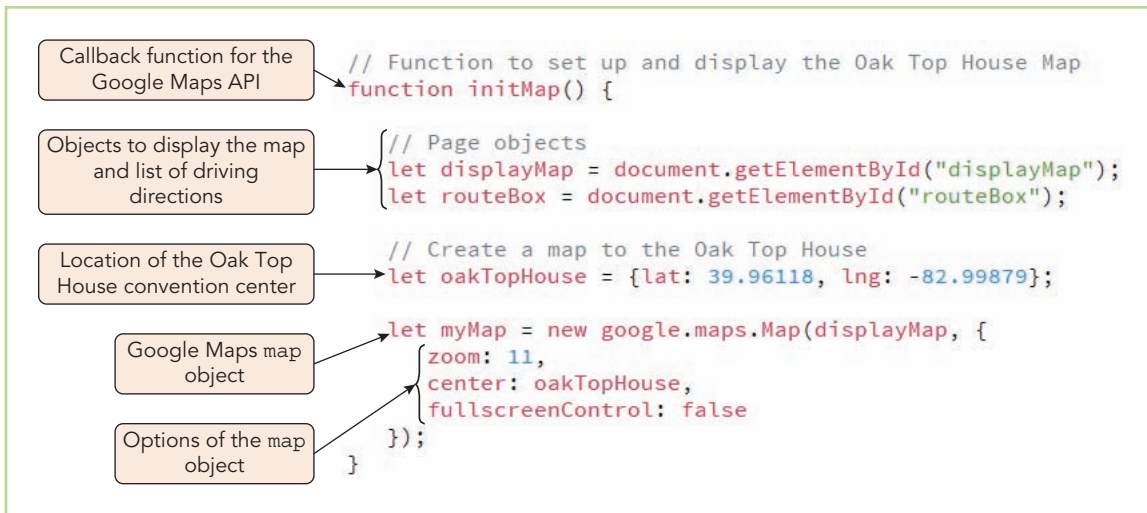 Callback function for the
Google Maps API
// Function to set up and display the Oak Top House Map
function initMap() {
Objects to display the map
and list of driving
directions
// Page objects
let displayMap = document.getElementById("displayMap");
let routeBox = document.getElementById("routeBox");
Location of the Oak Top
House convention center
// Create a map to the Oak Top House
let oakTopHouse = {lat: 39.96118, lng: -82.99879};
Google Maps map
object
let myMap = new google.maps.Map(displayMap, {
Options of the map
object
zoom: 11,
center: oakTopHouse,
fullscreenControl: false
});
}